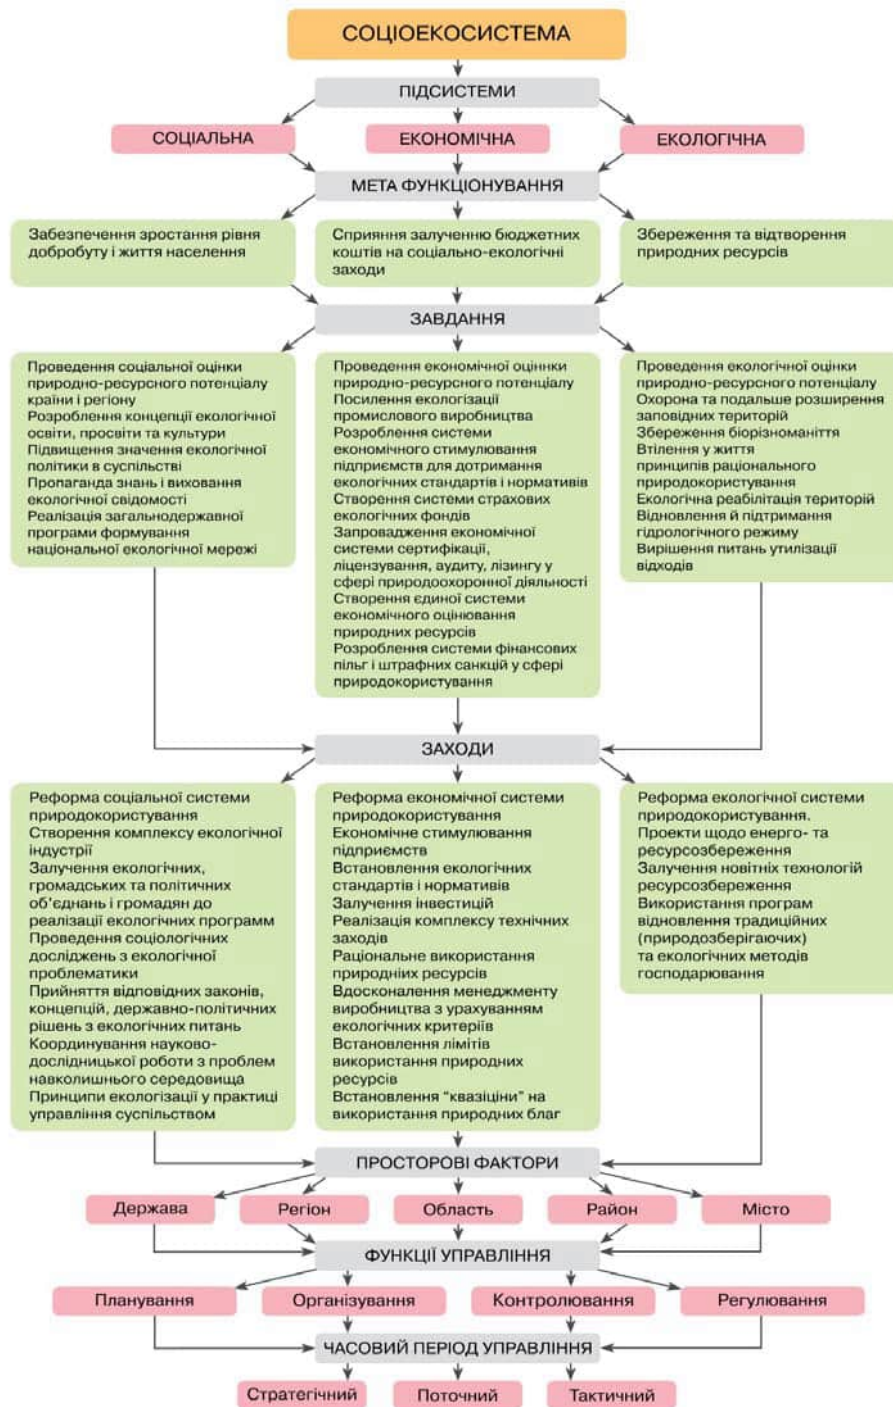 СОЦІОЕКОСИСТЕМА
ПІДСИСТЕМИ
СОЦІАЛЬНА
ЕКОНОМІЧНА
ЕКОЛОГІЧНА
МЕТА ФУНКЦІОНУВАННЯ
Забезпечення зростання рівня
добробуту і життя населення
Сприяння залученню бюджетних
коштів на соціально-екологічні
заходи
Збереження та відтворення
природних ресурсів
ЗАВДАННЯ
Проведення соціальної оцінки
природно-ресурсного потенціалу
країни і регіону
Розроблення концепції екологічної
освіти, просвіти та культури
Підвищення значення екологічної
політики в суспільстві
Пропаганда знань і виховання
екологічної свідомості
Реалізація загальнодержавної
програми формування
національної екологічної мережі
Проведення економічної оціннки
природно-ресурсного потенціалу
Посилення екологізації
промислового виробництва
Розроблення системи
економічного стимулювання
підприємств для дотримання
екологічних стандартів і нормативів
Створення системи страхових
екологічних фондів
Запровадження економічної
системи сертифікації,
ліцензування, аудиту, лізингу у
сфері природоохоронної діяльності
Створення єдиної системи
економічного оцінювання
природних ресурсів
Розроблення системи фінансових
пільг і штрафних санкцій у сфері
природокористування
Проведення екологічної оцінки
природно-ресурсного потенціалу
Охорона та подальше розширення
заповідних територій
Збереження біорізноманіття
Втілення у життя
принципів раціонального
природокористування
Екологічна реабілітація територій
Відновлення й підтримання
гідрологічного режиму
Вирішення питань утилізації
відходів
ЗАХОДИ
Реформа соціальної системи
природокористування
Створення комплексу екологічної
індустрії
Залучення екологічних,
громадських та політичних
об’єднань і громадян до
реалізації екологічних программ
Проведення соціологічних
досліджень з екологічної
проблематики
Прийняття відповідних законів,
концепцій, державно-політичних
рішень з екологічних питань
Координування науково-
дослідницької роботи з проблем
навколишнього середовища
Принципи екологізації у практиці
управління суспільством
Реформа економічної системи
природокористування
Економічне стимулювання
підприємств
Встановлення екологічних
стандартів і нормативів
Залучення інвестицій
Реалізація комплексу технічних
заходів
Раціональне використання
природніх ресурсів
Вдосконалення менеджменту
виробництва з урахуванням
екологічних критеріїв
Встановлення лімітів
використання природних
ресурсів
Встановлення “квазіціни” на
використання природних благ
Реформа екологічної системи
природокористування.
Проекти щодо енерго- та
ресурсозбереження
Залучення новітніх технологій
ресурсозбереження
Використання програм
відновлення традиційних
(природозберігаючих)
та екологічних методів
господарювання
ПРОСТОРОВІ ФАКТОРИ
Держава
Регіон
Область
Район
Місто
ФУНКЦІЇ УПРАВЛІННЯ
Планування
Організування
Контролювання
Регулювання
ЧАСОВИЙ ПЕРІОД УПРАВЛІННЯ
Стратегічний
Поточний
Тактичний